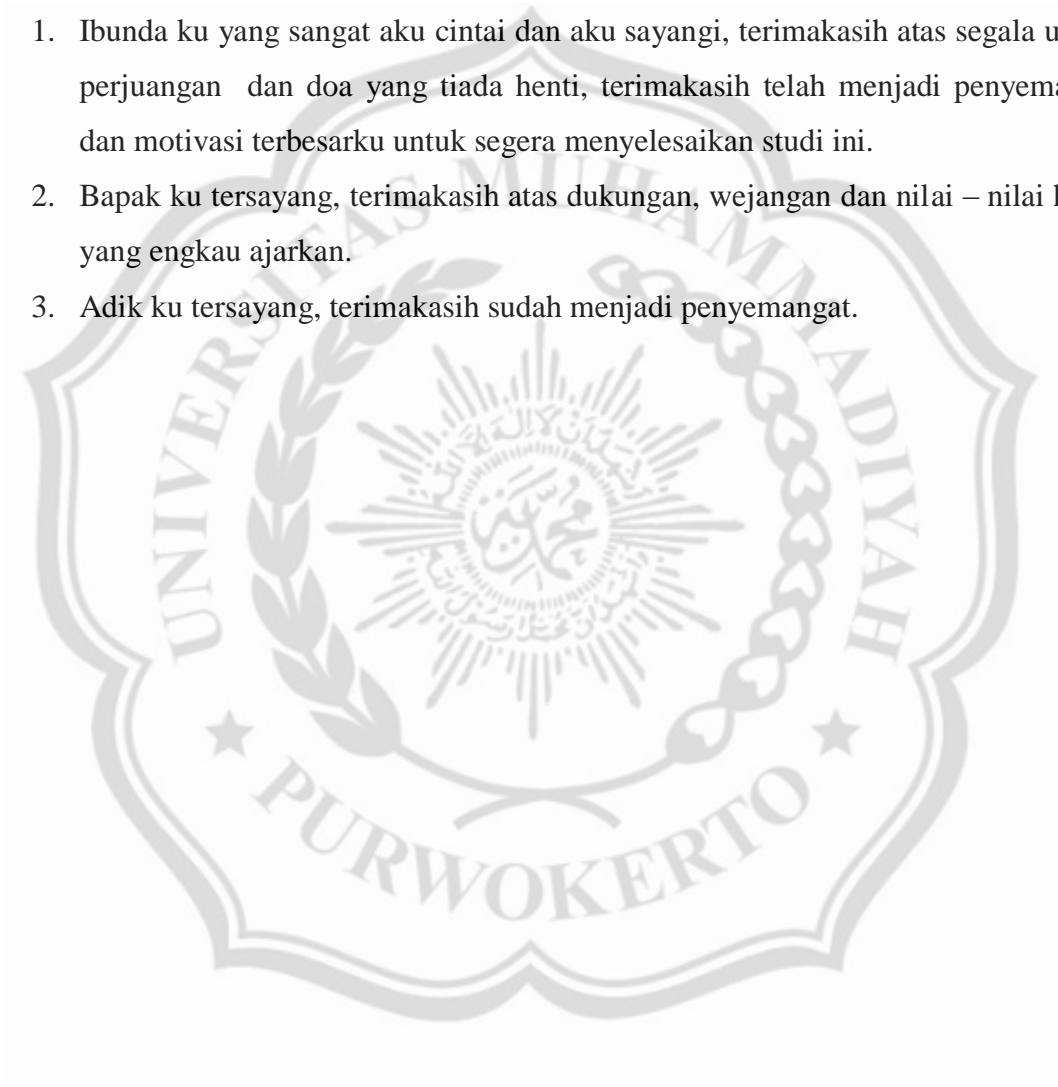 1. Ibunda ku yang sangat aku cintai dan aku sayangi, terimakasih atas segala
perjuangan dan doa yang tiada henti, terimakasih telah menjadi
dan motivasi terbesarku untuk segera menyelesaikan studi ini.
2. Bapak ku tersayang, terimakasih atas dukungan, wejangan dan nilai – nilai
yang engkau ajarkan.
3. Adik ku tersayang, terimakasih sudah menjadi penyemangat.
UNIVERSITAS MUHAMMADIYAH
محمد
PURWOKERTO